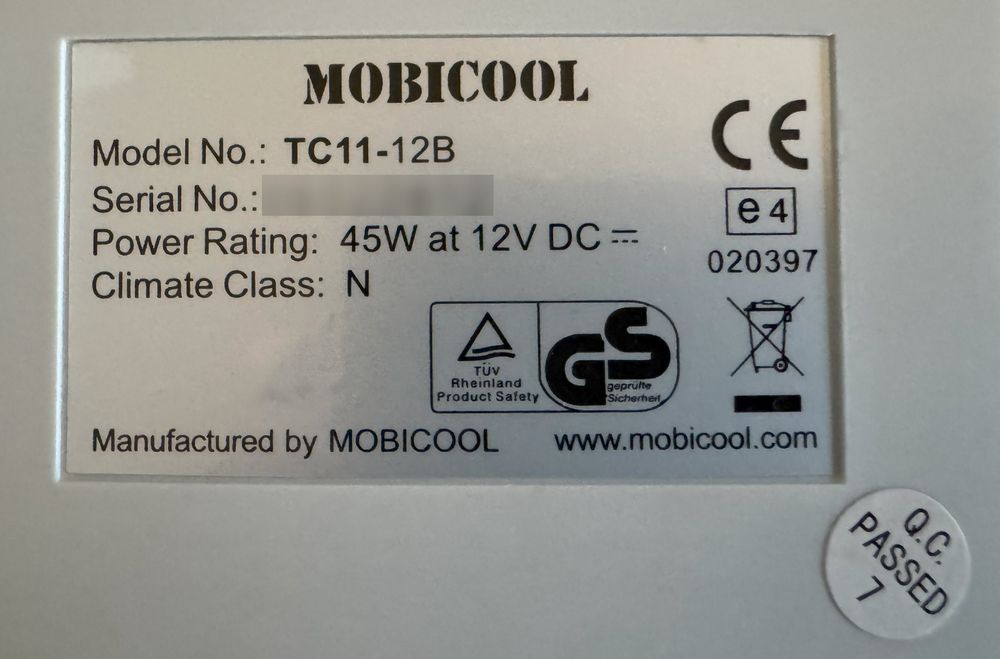 MOBICOOL
Model No.: TC11-12B
Serial No.:
Power Rating: 45W at 12V DC ⎓
Climate Class: N
CE
e4
020397
TÜV
Rheinland
Product Safety
GS
geprüfte
Sicherheit
Manufactured by MOBICOOL
www.mobicool.com
Q.C.
PASSED
7